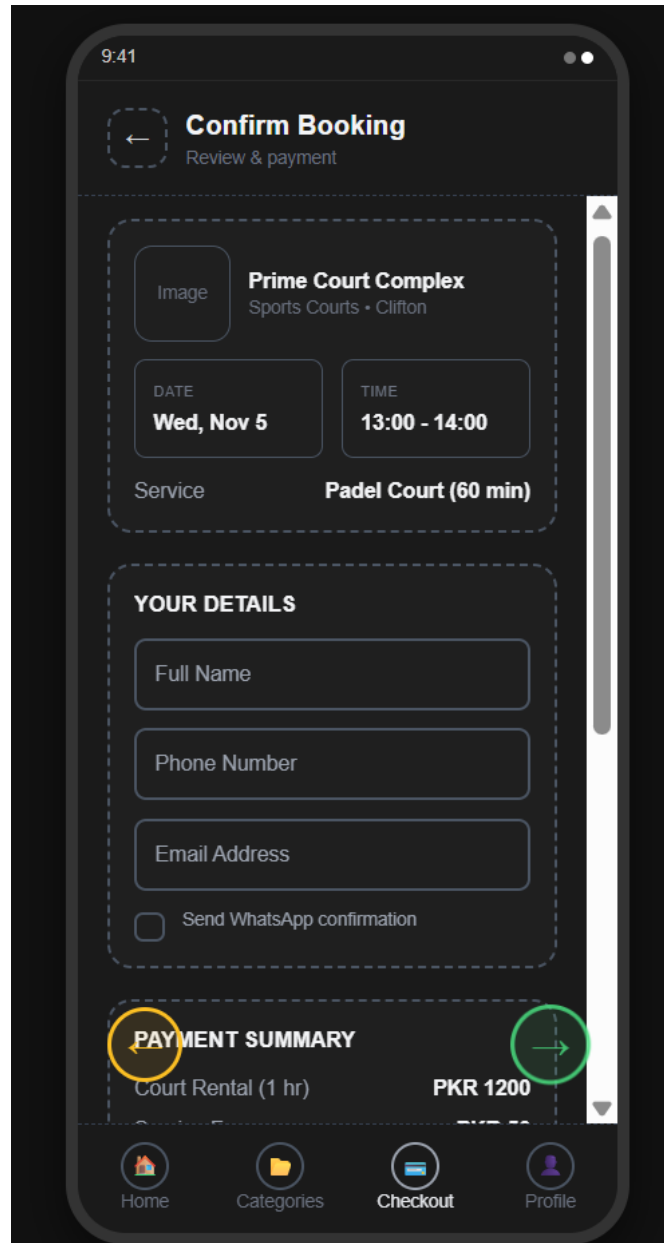 9:41
←
Confirm Booking
Review & payment
Image
Prime Court Complex
Sports Courts • Clifton
DATE
Wed, Nov 5
TIME
13:00 - 14:00
Service Padel Court (60 min)
YOUR DETAILS
Full Name
Phone Number
Email Address
Send WhatsApp confirmation
PAYMENT SUMMARY
← →
Court Rental (1 hr) PKR 1200
Home Categories Checkout Profile